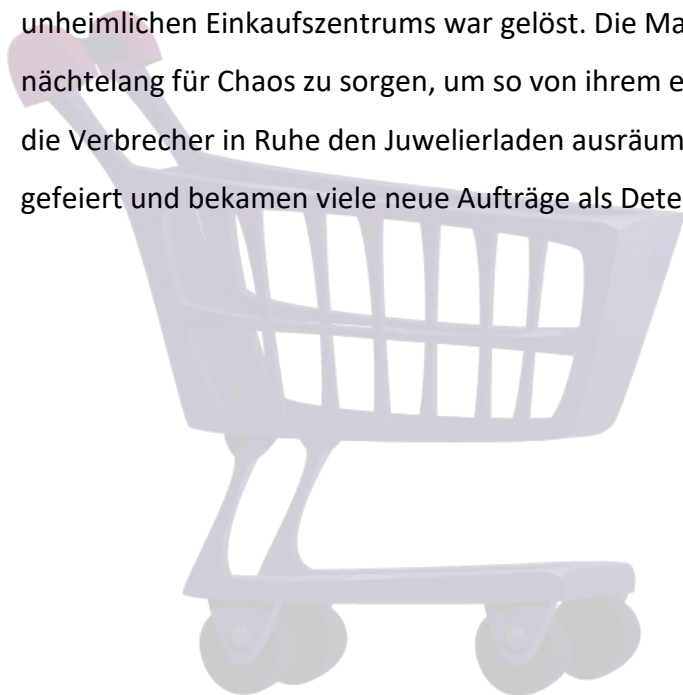 unheimlichen Einkaufszentrums war gelöst. Die Ma
nächtelang für Chaos zu sorgen, um so von ihrem e
die Verbrecher in Ruhe den Juwelierladen ausräum
gefeiert und bekamen viele neue Aufträge als Dete